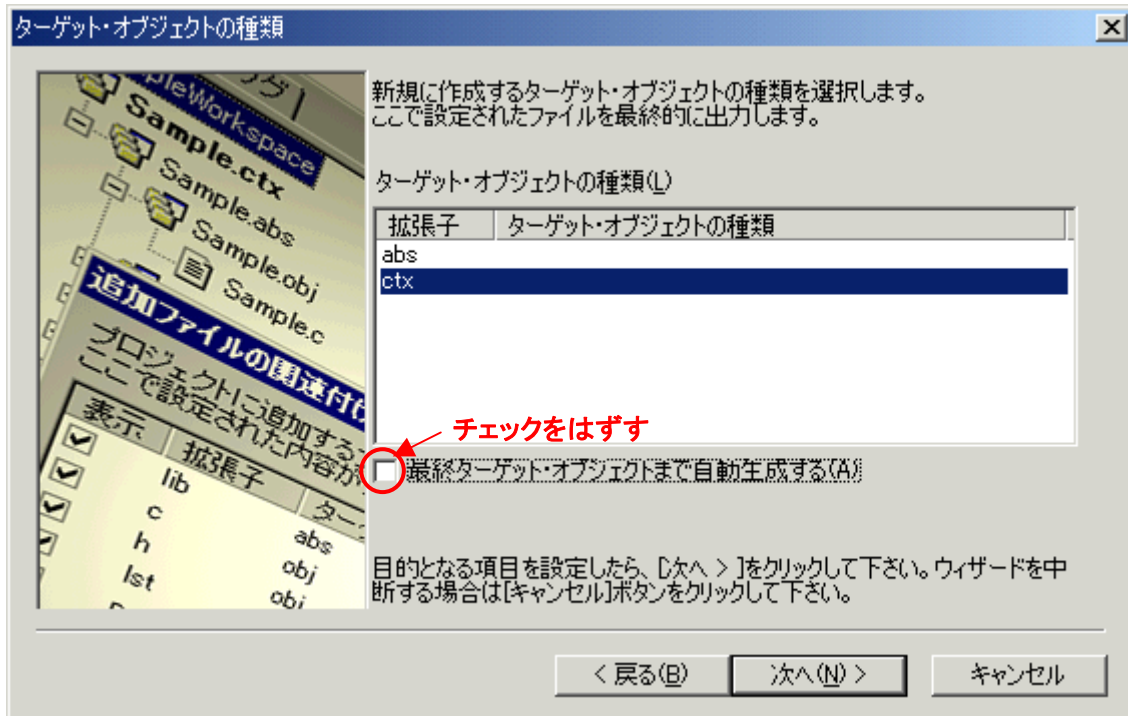 ターゲット・オブジェクトの種類
pleWorkspace
Sample.ctx
Sample.abs
Sample.obj
Sample.c
追加ファイルの関連付け
プロジェクトに追加する
ここで設定された内容が
表示 拡張子 ター
lib
c abs
h obj
lst obj
新規に作成するターゲット・オブジェクトの種類を選択します。
ここで設定されたファイルを最終的に出力します。
ターゲット・オブジェクトの種類(L)
拡張子 ターゲット・オブジェクトの種類
abs
ctx
チェックをはずす
最終ターゲット・オブジェクトまで自動生成する(A)
目的となる項目を設定したら、[次へ > ]をクリックして下さい。ウィザードを中
断する場合は[キャンセル]ボタンをクリックして下さい。
< 戻る(B) 次へ(N) > キャンセル